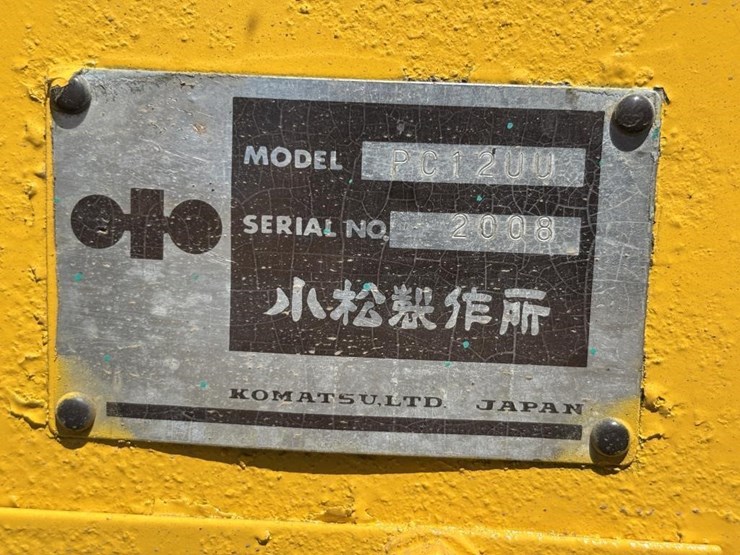 MODEL PC12UU
SERIAL NO. 2008
小松製作所
KOMATSU, LTD. JAPAN